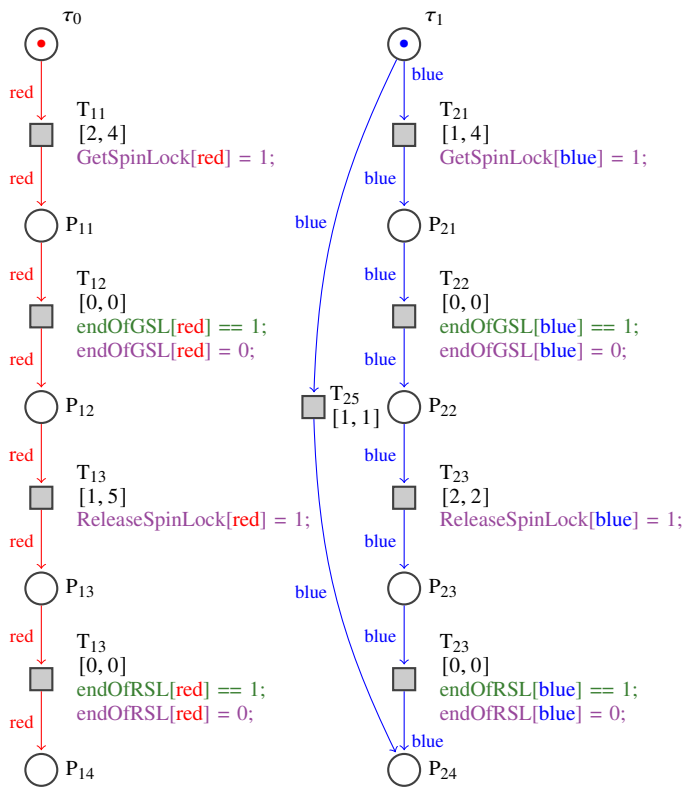 τ₀
red
T₁₁
[2, 4]
GetSpinLock[red] = 1;
red
P₁₁
red
T₁₂
[0, 0]
endOfGSL[red] == 1;
endOfGSL[red] = 0;
red
P₁₂
red
T₁₃
[1, 5]
ReleaseSpinLock[red] = 1;
red
P₁₃
red
T₁₃
[0, 0]
endOfRSL[red] == 1;
endOfRSL[red] = 0;
red
P₁₄
τ₁
blue
T₂₁
[1, 4]
GetSpinLock[blue] = 1;
blue
P₂₁
blue
blue
T₂₂
[0, 0]
endOfGSL[blue] == 1;
endOfGSL[blue] = 0;
blue
T₂₅
[1, 1]
P₂₂
blue
T₂₃
[2, 2]
ReleaseSpinLock[blue] = 1;
blue
blue
P₂₃
blue
T₂₃
[0, 0]
endOfRSL[blue] == 1;
endOfRSL[blue] = 0;
blue
P₂₄